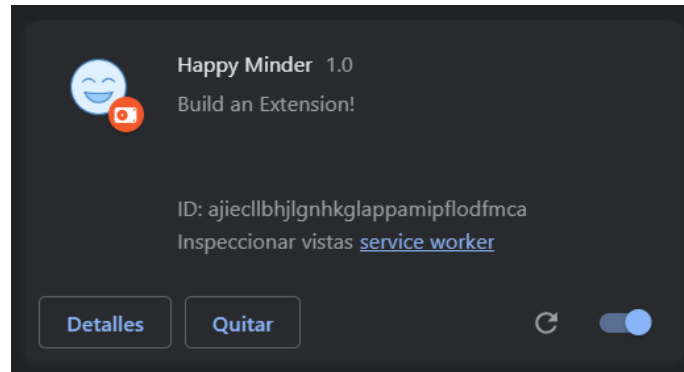 Happy Minder 1.0
Build an Extension!
ID: ajiecllbhjlgnhkglappamipflodfmca
Inspeccionar vistas service worker
Detalles
Quitar